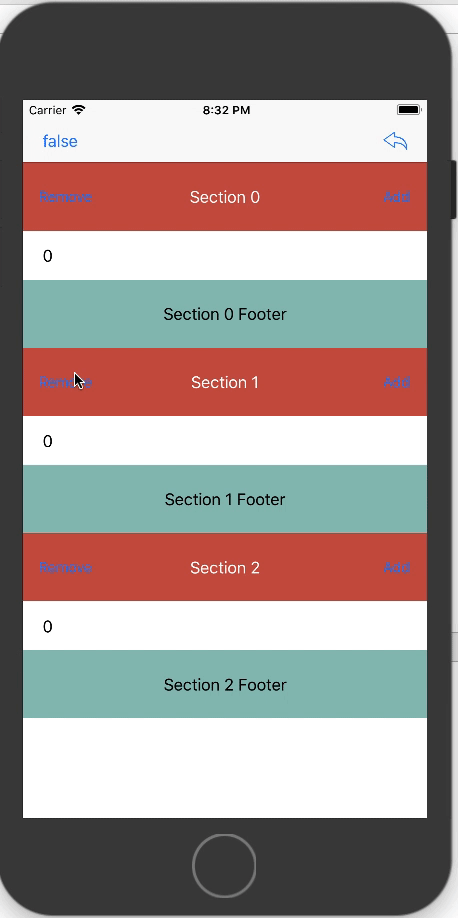 Carrier 8:32 PM
false
Remove Section 0 Add
0
Section 0 Footer
Remove Section 1 Add
0
Section 1 Footer
Remove Section 2 Add
0
Section 2 Footer